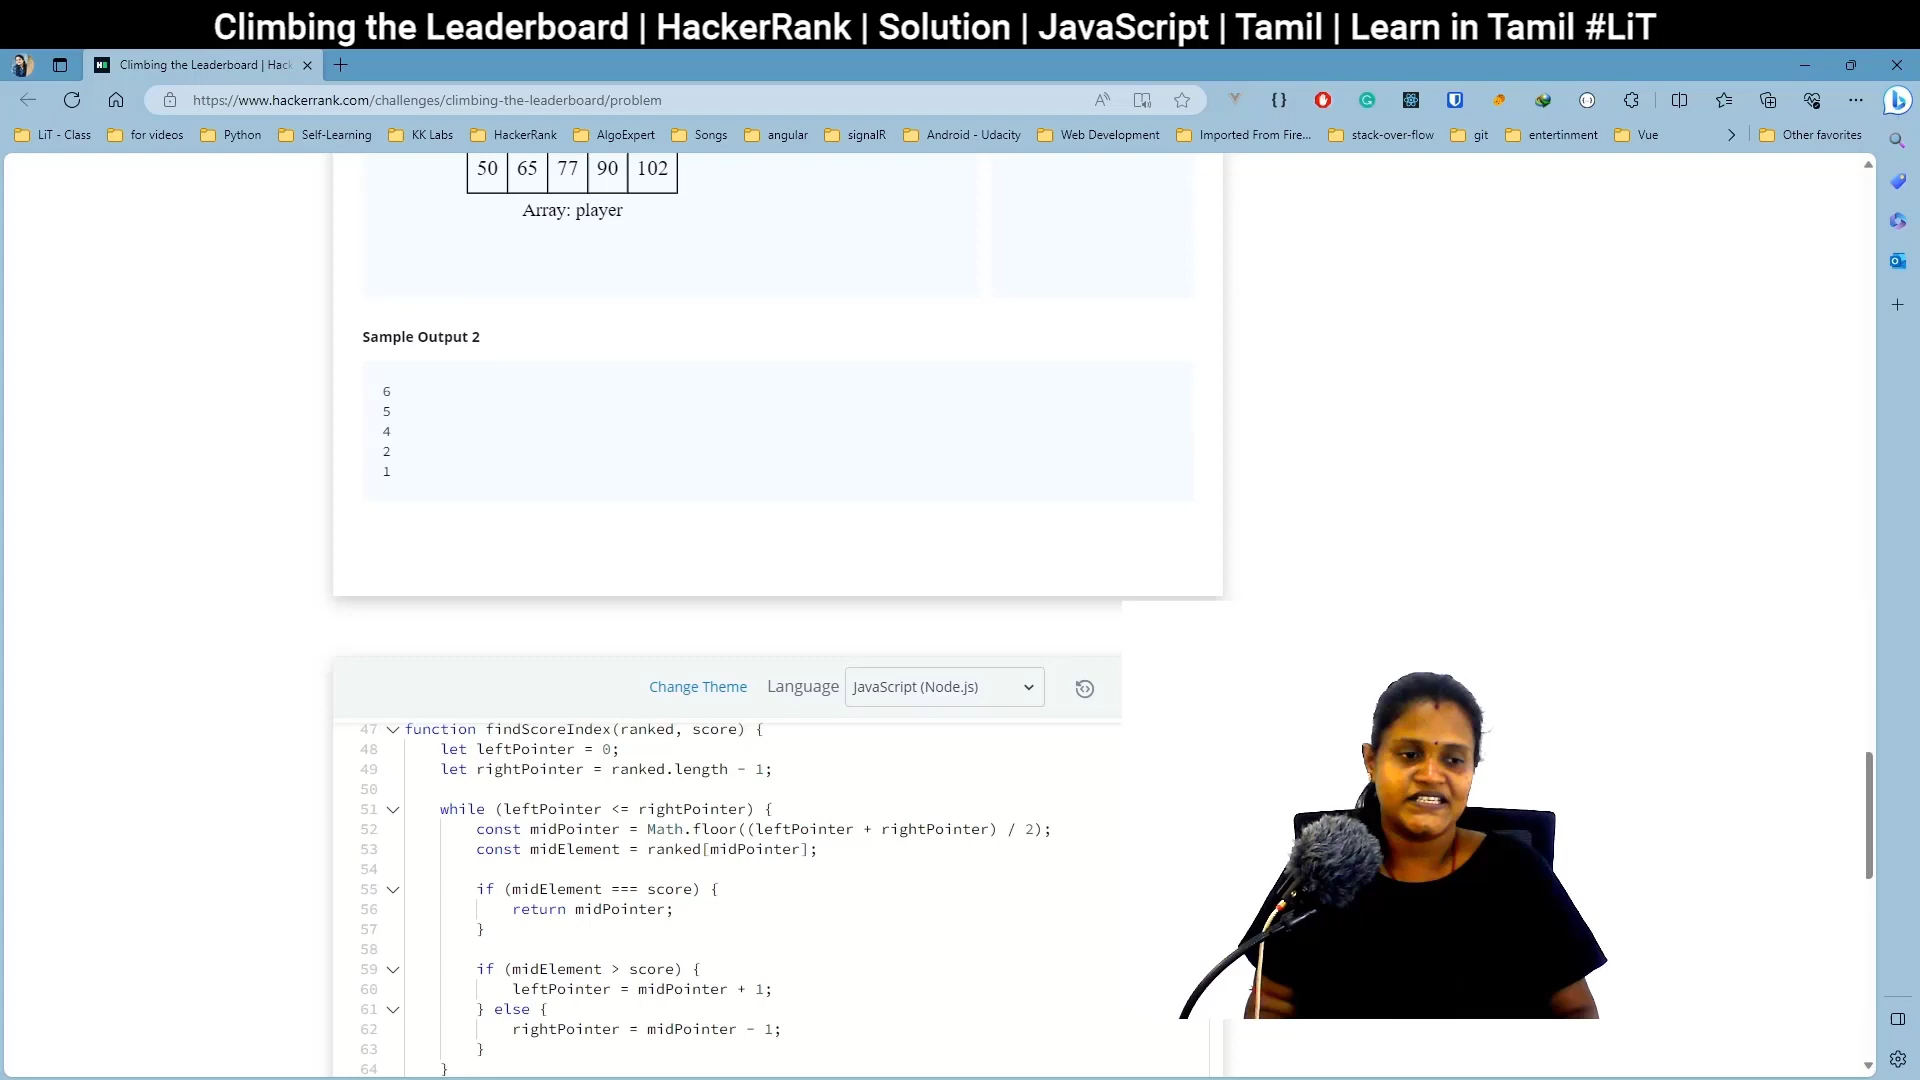 Climbing the Leaderboard | HackerRank | Solution | JavaScript | Tamil | Learn in Tamil #LiT
Climbing the Leaderboard | Hack
https://www.hackerrank.com/challenges/climbing-the-leaderboard/problem
LiT - Class for videos Python Self-Learning KK Labs HackerRank AlgoExpert Songs angular signalR Android - Udacity Web Development Imported From Fire... stack-over-flow git entertinment Vue Other favorites
50 65 77 90 102
Array: player
Sample Output 2
6
5
4
2
1
Change Theme Language JavaScript (Node.js)
47 function findScoreIndex(ranked, score) {
48 let leftPointer = 0;
49 let rightPointer = ranked.length - 1;
50
51 while (leftPointer <= rightPointer) {
52 const midPointer = Math.floor((leftPointer + rightPointer) / 2);
53 const midElement = ranked[midPointer];
54
55 if (midElement === score) {
56 return midPointer;
57 }
58
59 if (midElement > score) {
60 leftPointer = midPointer + 1;
61 } else {
62 rightPointer = midPointer - 1;
63 }
64 }